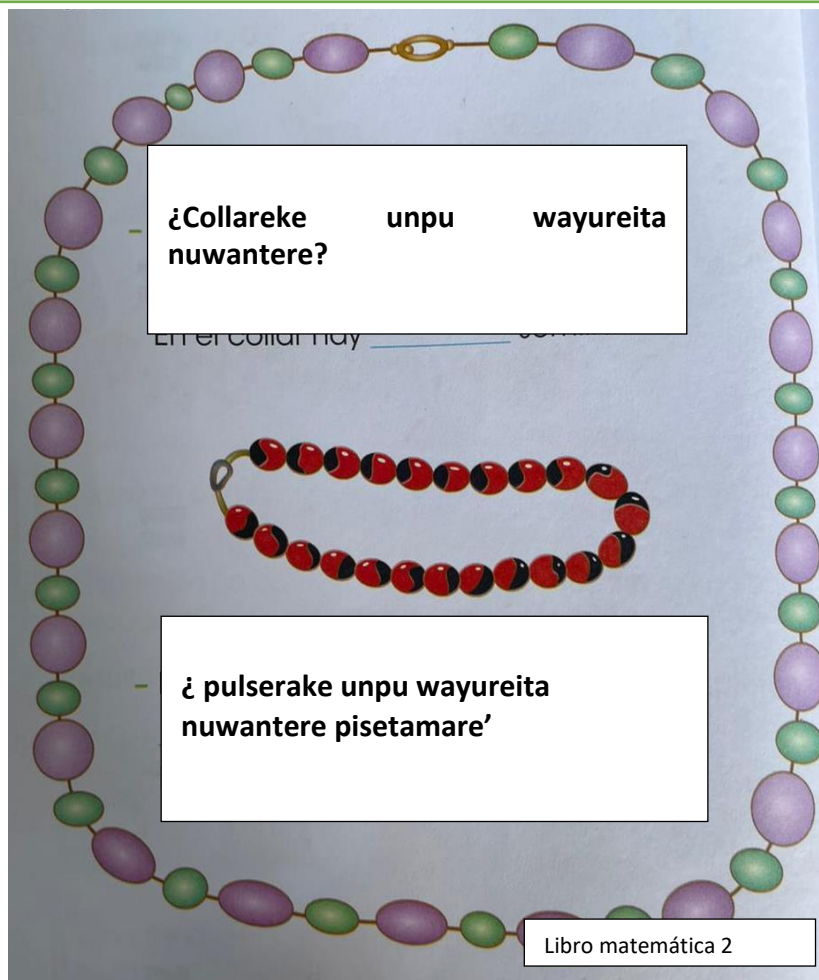 ¿Collareke unpu wayureita
nuwantere?
En el collar hay
¿ pulserake unpu wayureita
nuwantere pisetamare’
Libro matemática 2